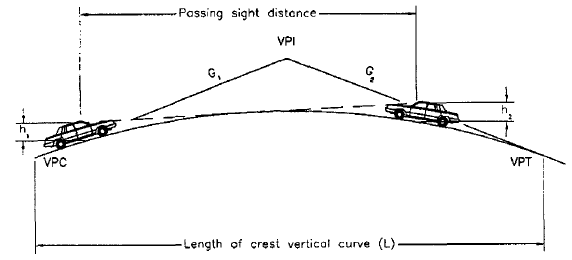 Passing sight distance
VPI
G₁
G₂
h₁
h₂
VPC
VPT
Length of crest vertical curve (L)